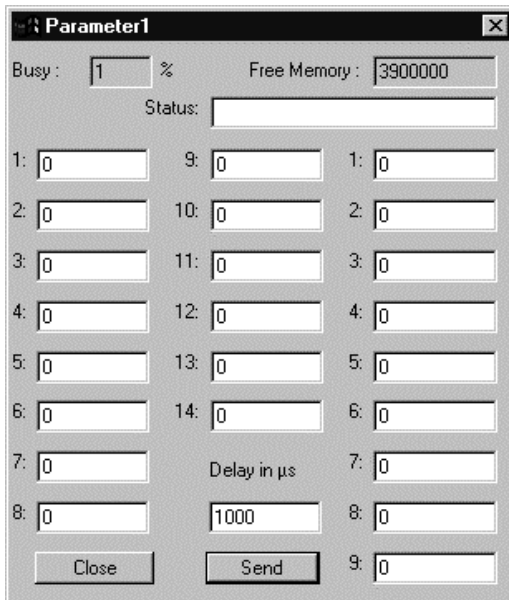 Parameter1
Busy : 1 % Free Memory : 3900000
Status:
1: 0 9: 0 1: 0
2: 0 10: 0 2: 0
3: 0 11: 0 3: 0
4: 0 12: 0 4: 0
5: 0 13: 0 5: 0
6: 0 14: 0 6: 0
7: 0 Delay in µs 7: 0
8: 0 1000 8: 0
Close Send 9: 0